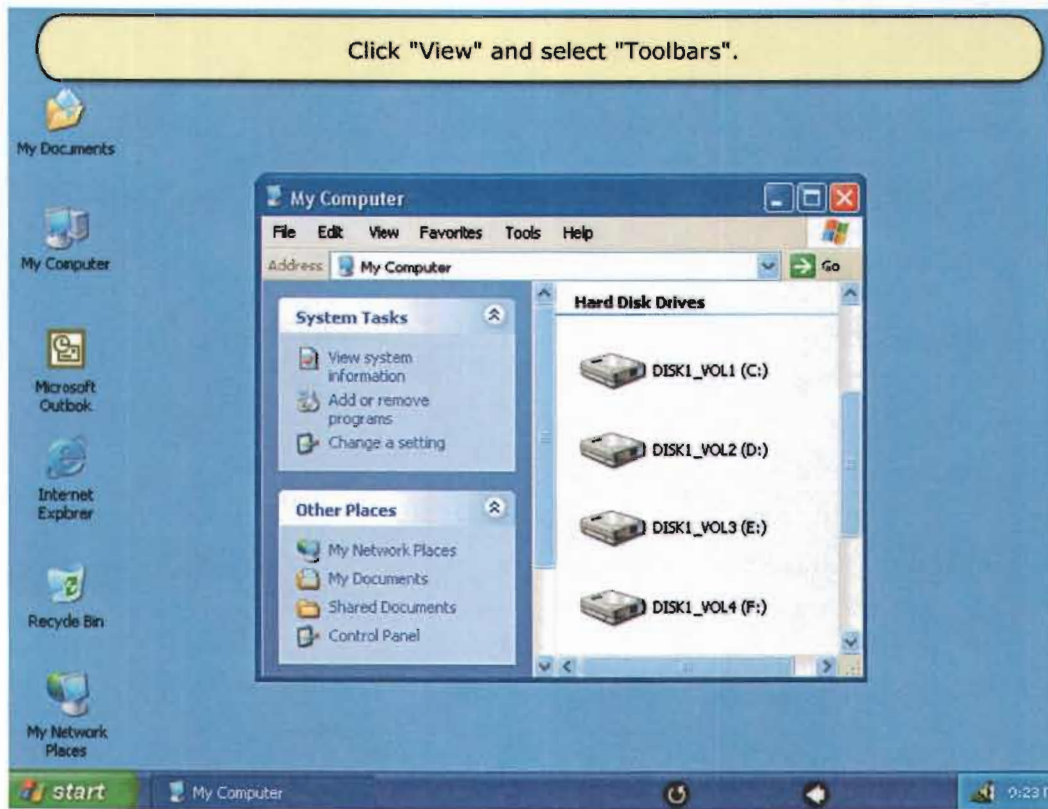 Click "View" and select "Toolbars".
My Documents
My Computer
Microsoft
Outlook
Internet
Explorer
Recycle Bin
My Network
Places
My Computer
File Edit View Favorites Tools Help
Address My Computer Go
System Tasks
View system
information
Add or remove
programs
Change a setting
Other Places
My Network Places
My Documents
Shared Documents
Control Panel
Hard Disk Drives
DISK1_VOL1 (C:)
DISK1_VOL2 (D:)
DISK1_VOL3 (E:)
DISK1_VOL4 (F:)
start My Computer 9:23